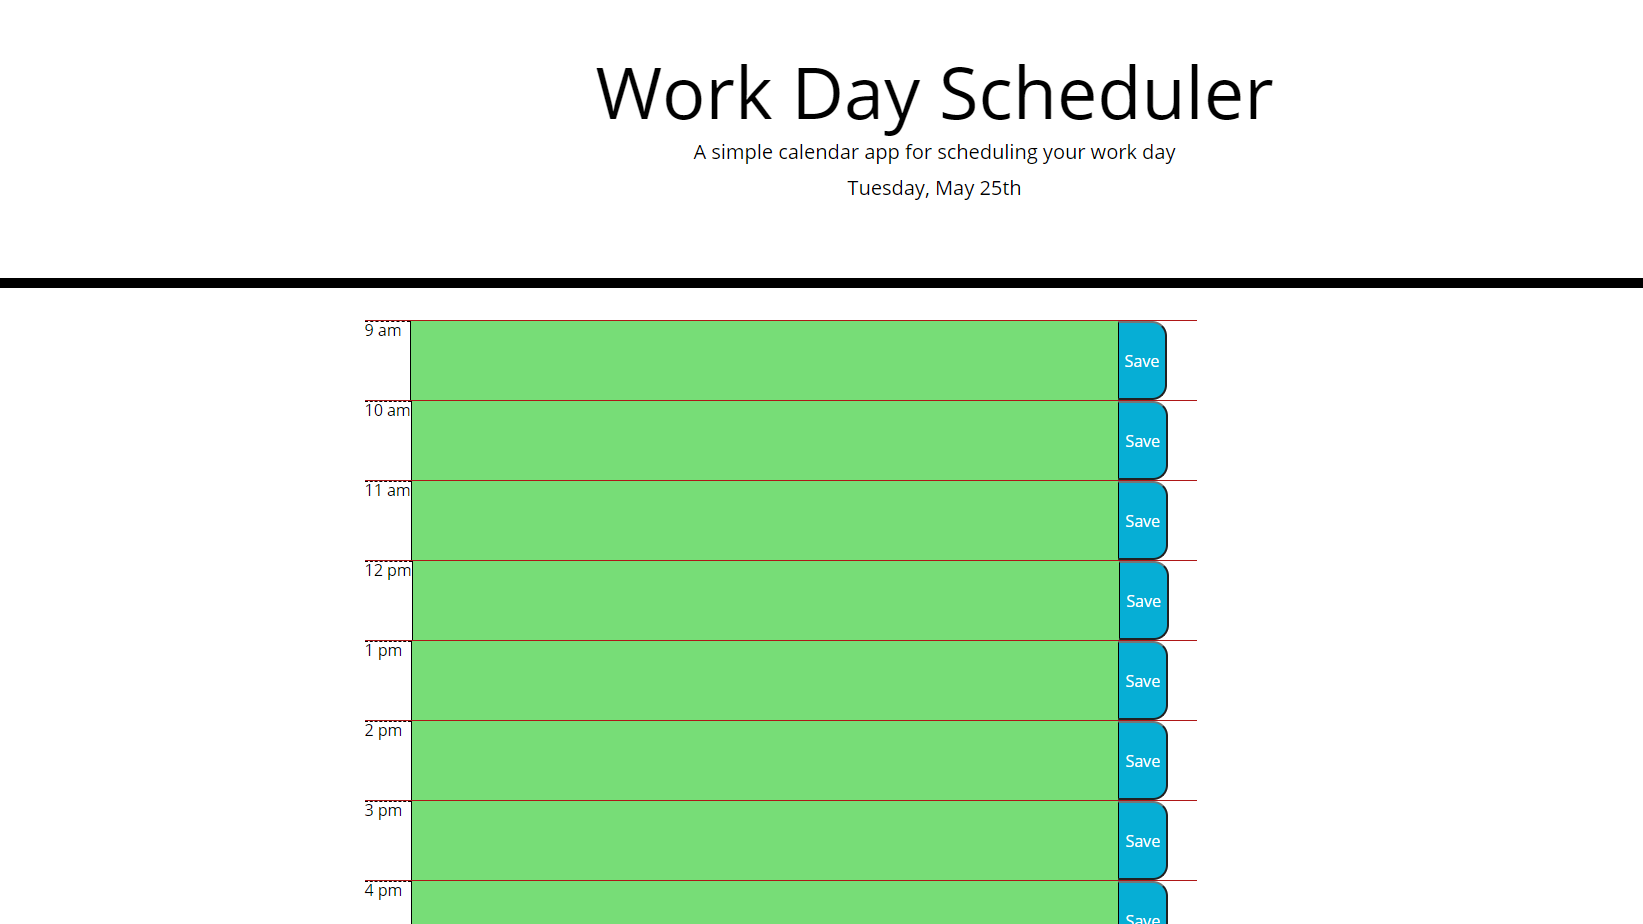 Work Day Scheduler
A simple calendar app for scheduling your work day
Tuesday, May 25th
9 am Save
10 am Save
11 am Save
12 pm Save
1 pm Save
2 pm Save
3 pm Save
4 pm Save